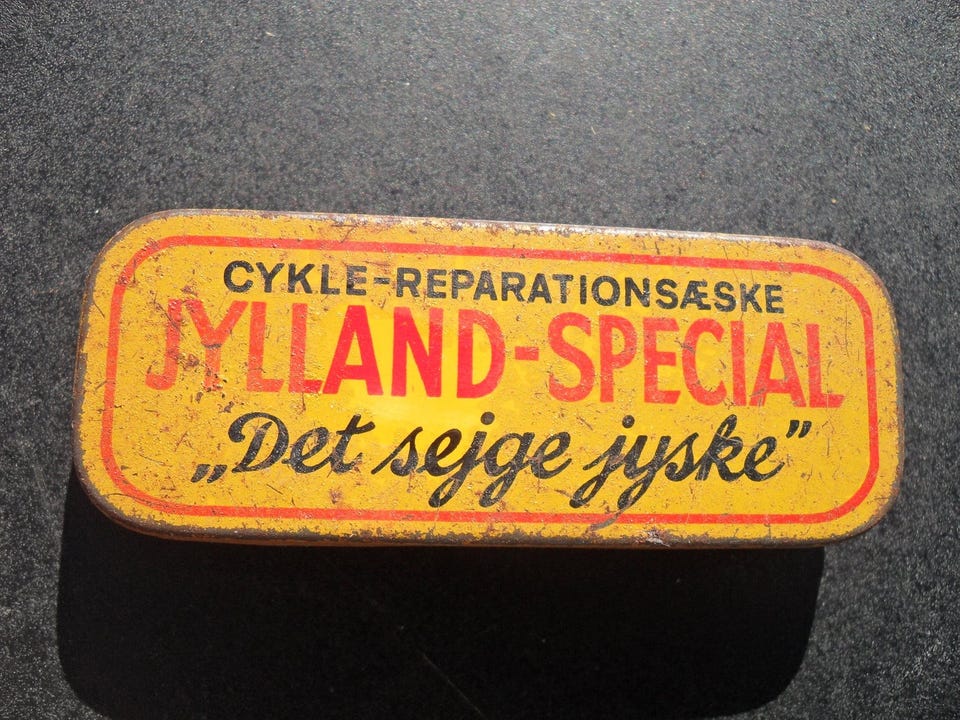 CYKLE-REPARATIONSÆSKE
JYLLAND-SPECIAL
„Det sejge jyske”